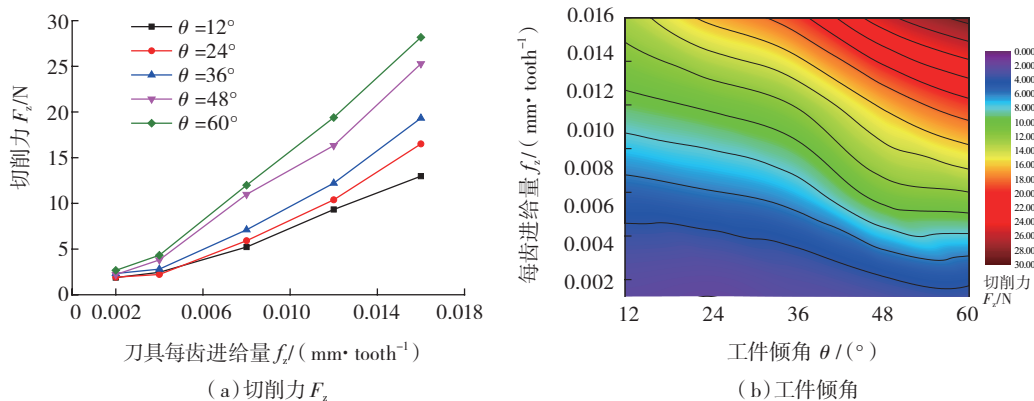 30
25
20
15
10
5
0
切削力 F_z/N
θ =12°
θ =24°
θ =36°
θ =48°
θ =60°
0 0.002 0.006 0.010 0.014 0.018
刀具每齿进给量 f_z/(mm·tooth⁻¹)
(a)切削力 F_z
0.016
0.014
0.012
0.010
0.008
0.006
0.004
0.002
每齿进给量 f_z/(mm·tooth⁻¹)
12 24 36 48 60
工件倾角 θ/(°)
(b)工件倾角
0.000
2.000
4.000
6.000
8.000
10.00
12.00
14.00
16.00
18.00
20.00
22.00
24.00
26.00
28.00
30.00
切削力
F_z/N